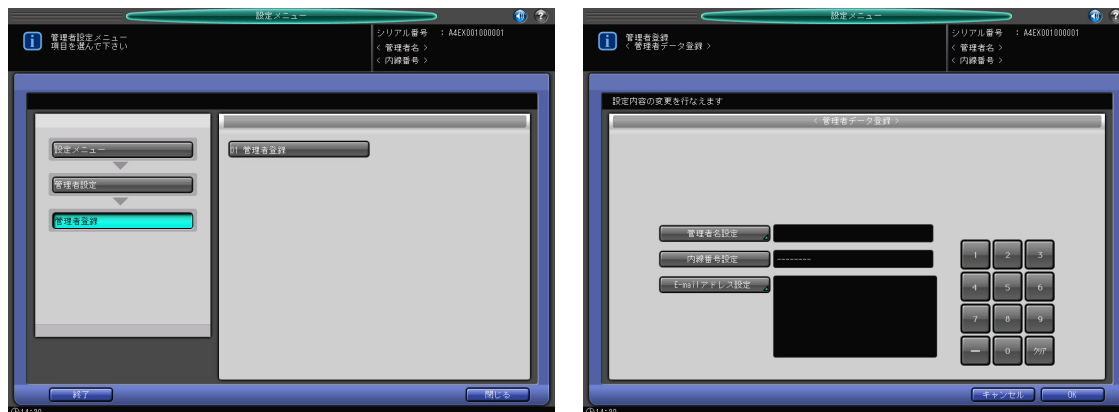 設定メニュー
管理者設定メニュー
項目を選んで下さい
シリアル番号 : A4EX001000001
< 管理者名 >
< 内線番号 >
設定メニュー
管理者設定
管理者登録
01 管理者登録
終了
閉じる
14:30
設定メニュー
管理者登録
< 管理者データ登録 >
シリアル番号 : A4EX001000001
< 管理者名 >
< 内線番号 >
設定内容の変更を行なえます
< 管理者データ登録 >
管理者名設定
内線番号設定 --------
E-mailアドレス設定
1 2 3
4 5 6
7 8 9
— 0 クリア
キャンセル OK